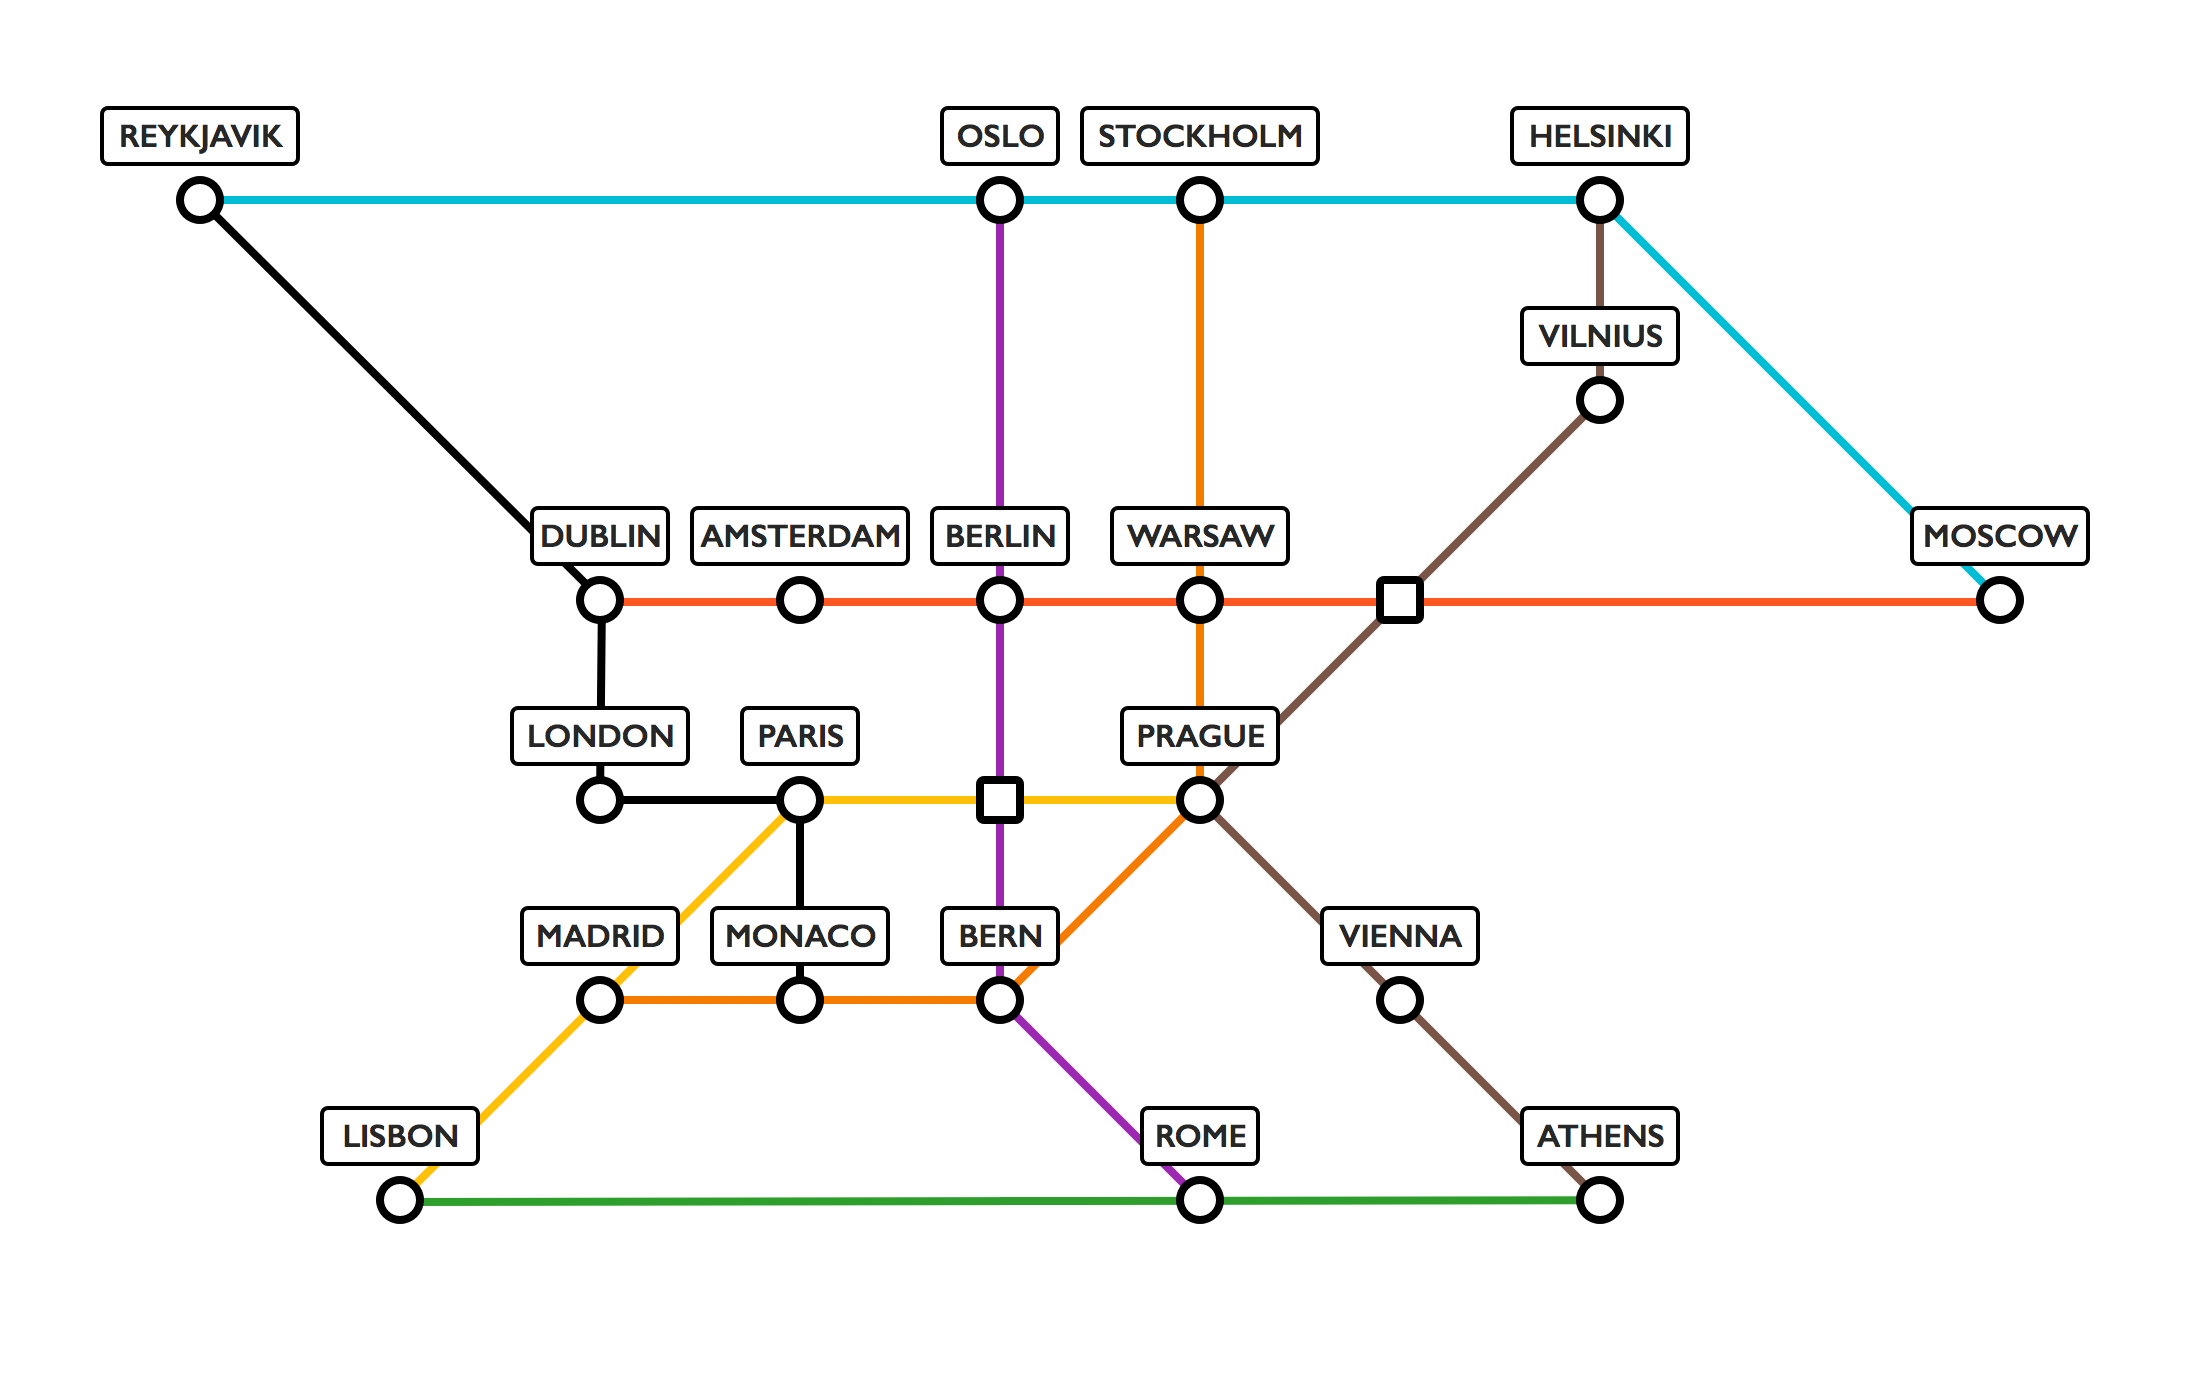 REYKJAVIK
OSLO
STOCKHOLM
HELSINKI
VILNIUS
DUBLIN
AMSTERDAM
BERLIN
WARSAW
MOSCOW
LONDON
PARIS
PRAGUE
MADRID
MONACO
BERN
VIENNA
LISBON
ROME
ATHENS